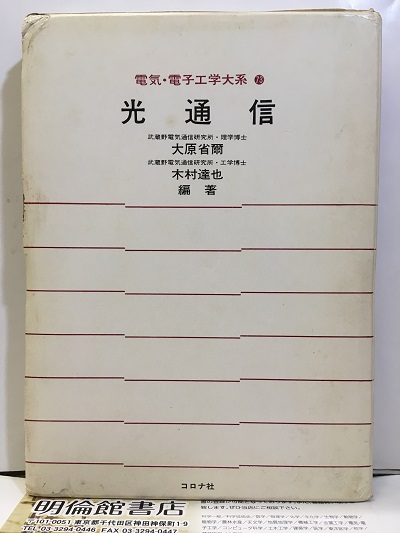 電気・電子工学大系 73
光通信
武蔵野電気通信研究所・理学博士
大原省爾
武蔵野電気通信研究所・工学博士
木村達也
編著
コロナ社
明倫館書店
〒101-0051 東京都千代田区神田神保町1-9
TEL 03-3294-0446 FAX 03-3294-0447